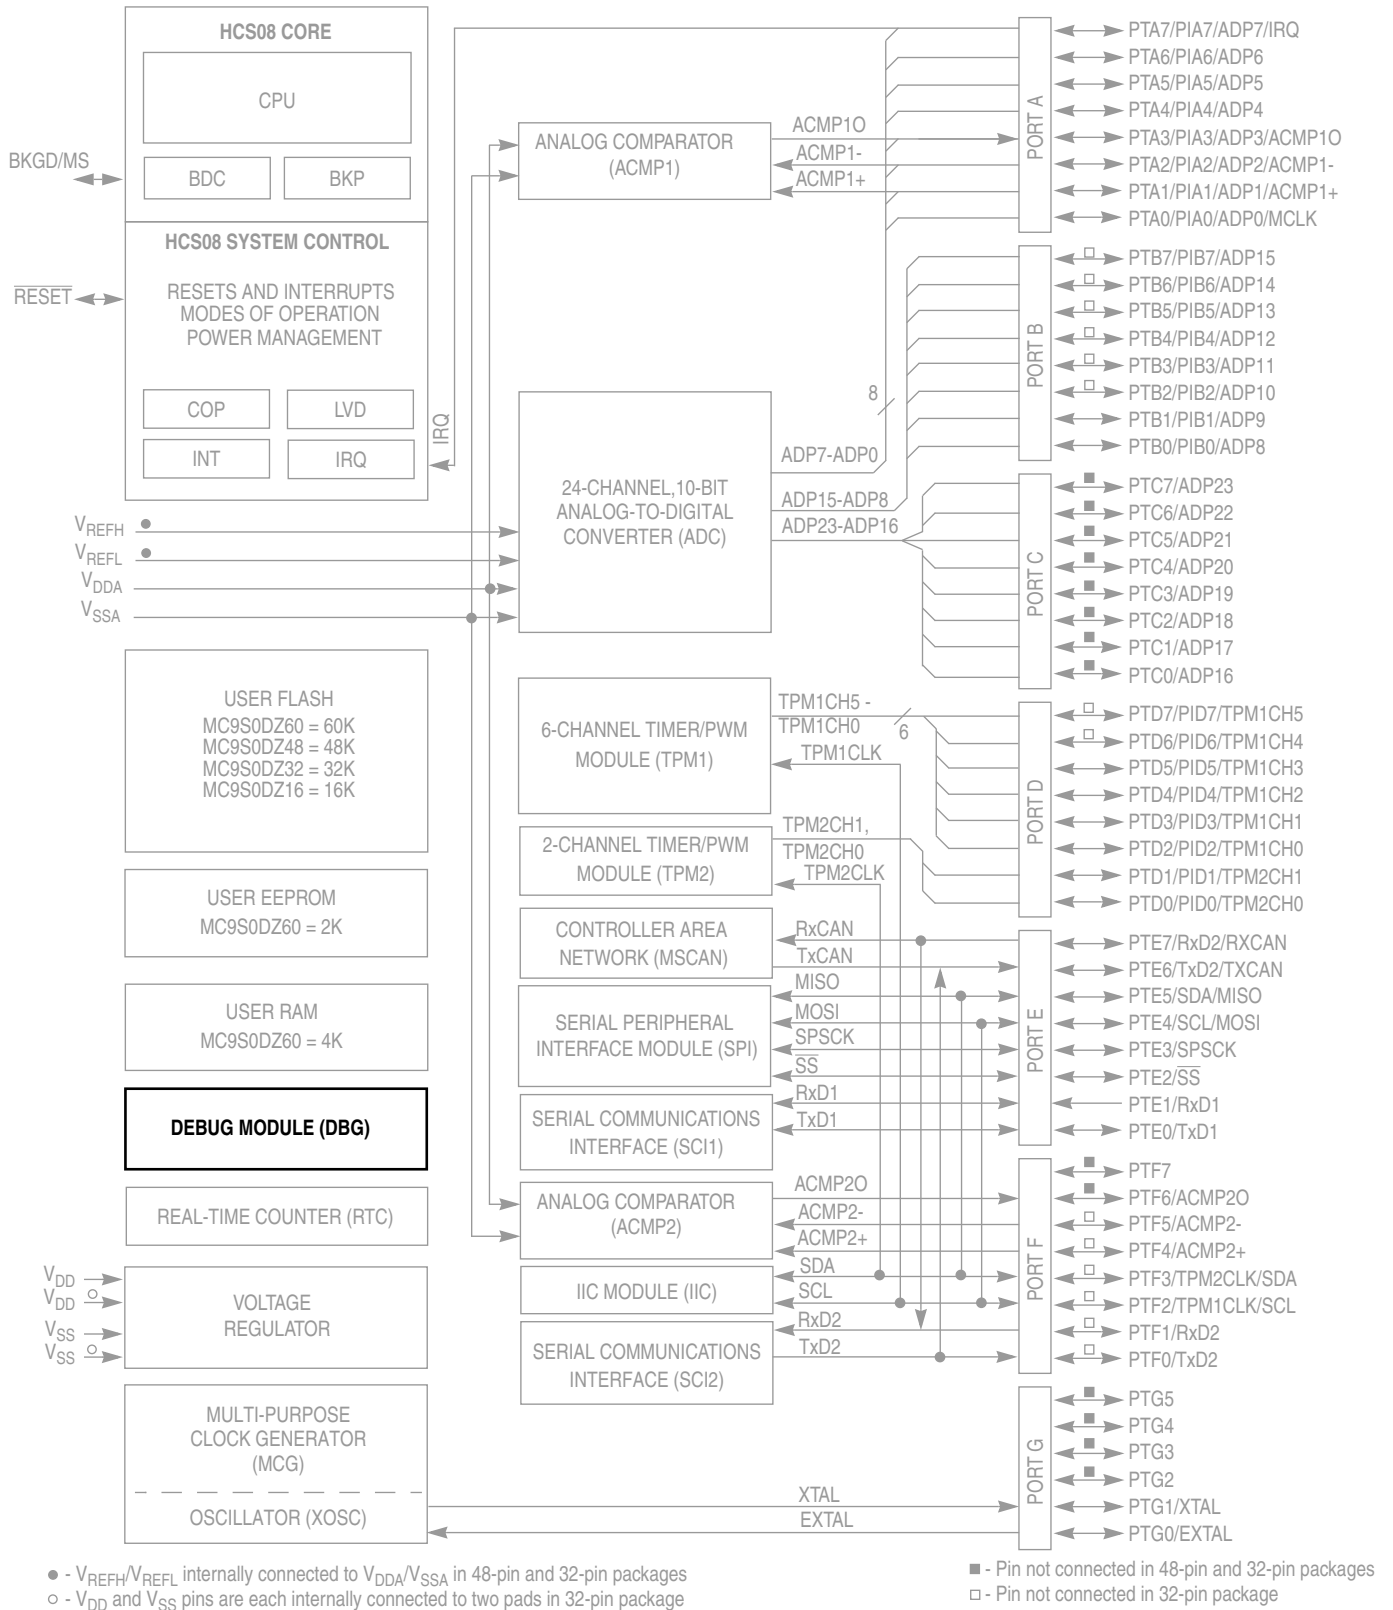 HCS08 CORE
CPU
BDC
BKP
BKGD/MS
HCS08 SYSTEM CONTROL
RESETS AND INTERRUPTS
MODES OF OPERATION
POWER MANAGEMENT
RESET
COP
LVD
INT
IRQ
IRQ
VREFH
VREFL
VDDA
VSSA
USER FLASH
MC9S0DZ60 = 60K
MC9S0DZ48 = 48K
MC9S0DZ32 = 32K
MC9S0DZ16 = 16K
USER EEPROM
MC9S0DZ60 = 2K
USER RAM
MC9S0DZ60 = 4K
DEBUG MODULE (DBG)
REAL-TIME COUNTER (RTC)
VDD
VDD
VSS
VSS
VOLTAGE
REGULATOR
MULTI-PURPOSE
CLOCK GENERATOR
(MCG)
OSCILLATOR (XOSC)
ANALOG COMPARATOR
(ACMP1)
ACMP1O
ACMP1-
ACMP1+
24-CHANNEL,10-BIT
ANALOG-TO-DIGITAL
CONVERTER (ADC)
8
ADP7-ADP0
ADP15-ADP8
ADP23-ADP16
6-CHANNEL TIMER/PWM
MODULE (TPM1)
TPM1CH5 -
TPM1CH0
6
TPM1CLK
2-CHANNEL TIMER/PWM
MODULE (TPM2)
TPM2CH1,
TPM2CH0
TPM2CLK
CONTROLLER AREA
NETWORK (MSCAN)
RxCAN
TxCAN
SERIAL PERIPHERAL
INTERFACE MODULE (SPI)
MISO
MOSI
SPSCK
SS
SERIAL COMMUNICATIONS
INTERFACE (SCI1)
RxD1
TxD1
ANALOG COMPARATOR
(ACMP2)
ACMP2O
ACMP2-
ACMP2+
IIC MODULE (IIC)
SDA
SCL
SERIAL COMMUNICATIONS
INTERFACE (SCI2)
RxD2
TxD2
XTAL
EXTAL
PORT A
PTA7/PIA7/ADP7/IRQ
PTA6/PIA6/ADP6
PTA5/PIA5/ADP5
PTA4/PIA4/ADP4
PTA3/PIA3/ADP3/ACMP1O
PTA2/PIA2/ADP2/ACMP1-
PTA1/PIA1/ADP1/ACMP1+
PTA0/PIA0/ADP0/MCLK
PORT B
PTB7/PIB7/ADP15
PTB6/PIB6/ADP14
PTB5/PIB5/ADP13
PTB4/PIB4/ADP12
PTB3/PIB3/ADP11
PTB2/PIB2/ADP10
PTB1/PIB1/ADP9
PTB0/PIB0/ADP8
PORT C
PTC7/ADP23
PTC6/ADP22
PTC5/ADP21
PTC4/ADP20
PTC3/ADP19
PTC2/ADP18
PTC1/ADP17
PTC0/ADP16
PORT D
PTD7/PID7/TPM1CH5
PTD6/PID6/TPM1CH4
PTD5/PID5/TPM1CH3
PTD4/PID4/TPM1CH2
PTD3/PID3/TPM1CH1
PTD2/PID2/TPM1CH0
PTD1/PID1/TPM2CH1
PTD0/PID0/TPM2CH0
PORT E
PTE7/RxD2/RXCAN
PTE6/TxD2/TXCAN
PTE5/SDA/MISO
PTE4/SCL/MOSI
PTE3/SPSCK
PTE2/SS
PTE1/RxD1
PTE0/TxD1
PORT F
PTF7
PTF6/ACMP2O
PTF5/ACMP2-
PTF4/ACMP2+
PTF3/TPM2CLK/SDA
PTF2/TPM1CLK/SCL
PTF1/RxD2
PTF0/TxD2
PORT G
PTG5
PTG4
PTG3
PTG2
PTG1/XTAL
PTG0/EXTAL
● - VREFH/VREFL internally connected to VDDA/VSSA in 48-pin and 32-pin packages
○ - VDD and VSS pins are each internally connected to two pads in 32-pin package
■ - Pin not connected in 48-pin and 32-pin packages
□ - Pin not connected in 32-pin package